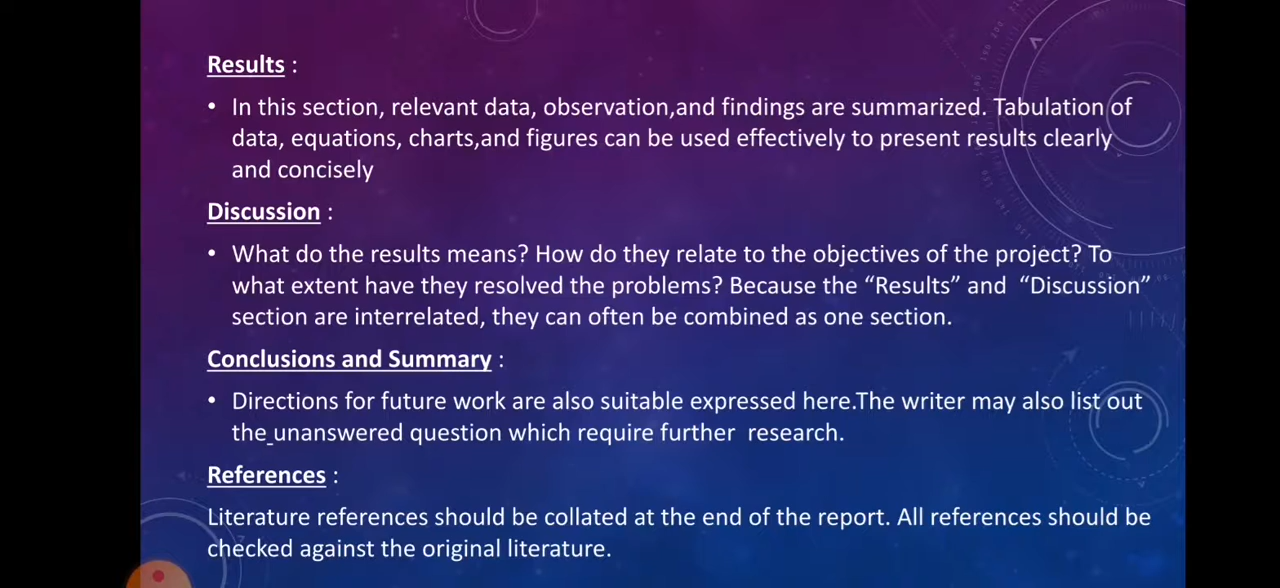 Results :
• In this section, relevant data, observation,and findings are summarized. Tabulation of
data, equations, charts,and figures can be used effectively to present results clearly
and concisely
Discussion :
• What do the results means? How do they relate to the objectives of the project? To
what extent have they resolved the problems? Because the “Results” and “Discussion”
section are interrelated, they can often be combined as one section.
Conclusions and Summary :
• Directions for future work are also suitable expressed here.The writer may also list out
the unanswered question which require further research.
References :
Literature references should be collated at the end of the report. All references should be
checked against the original literature.